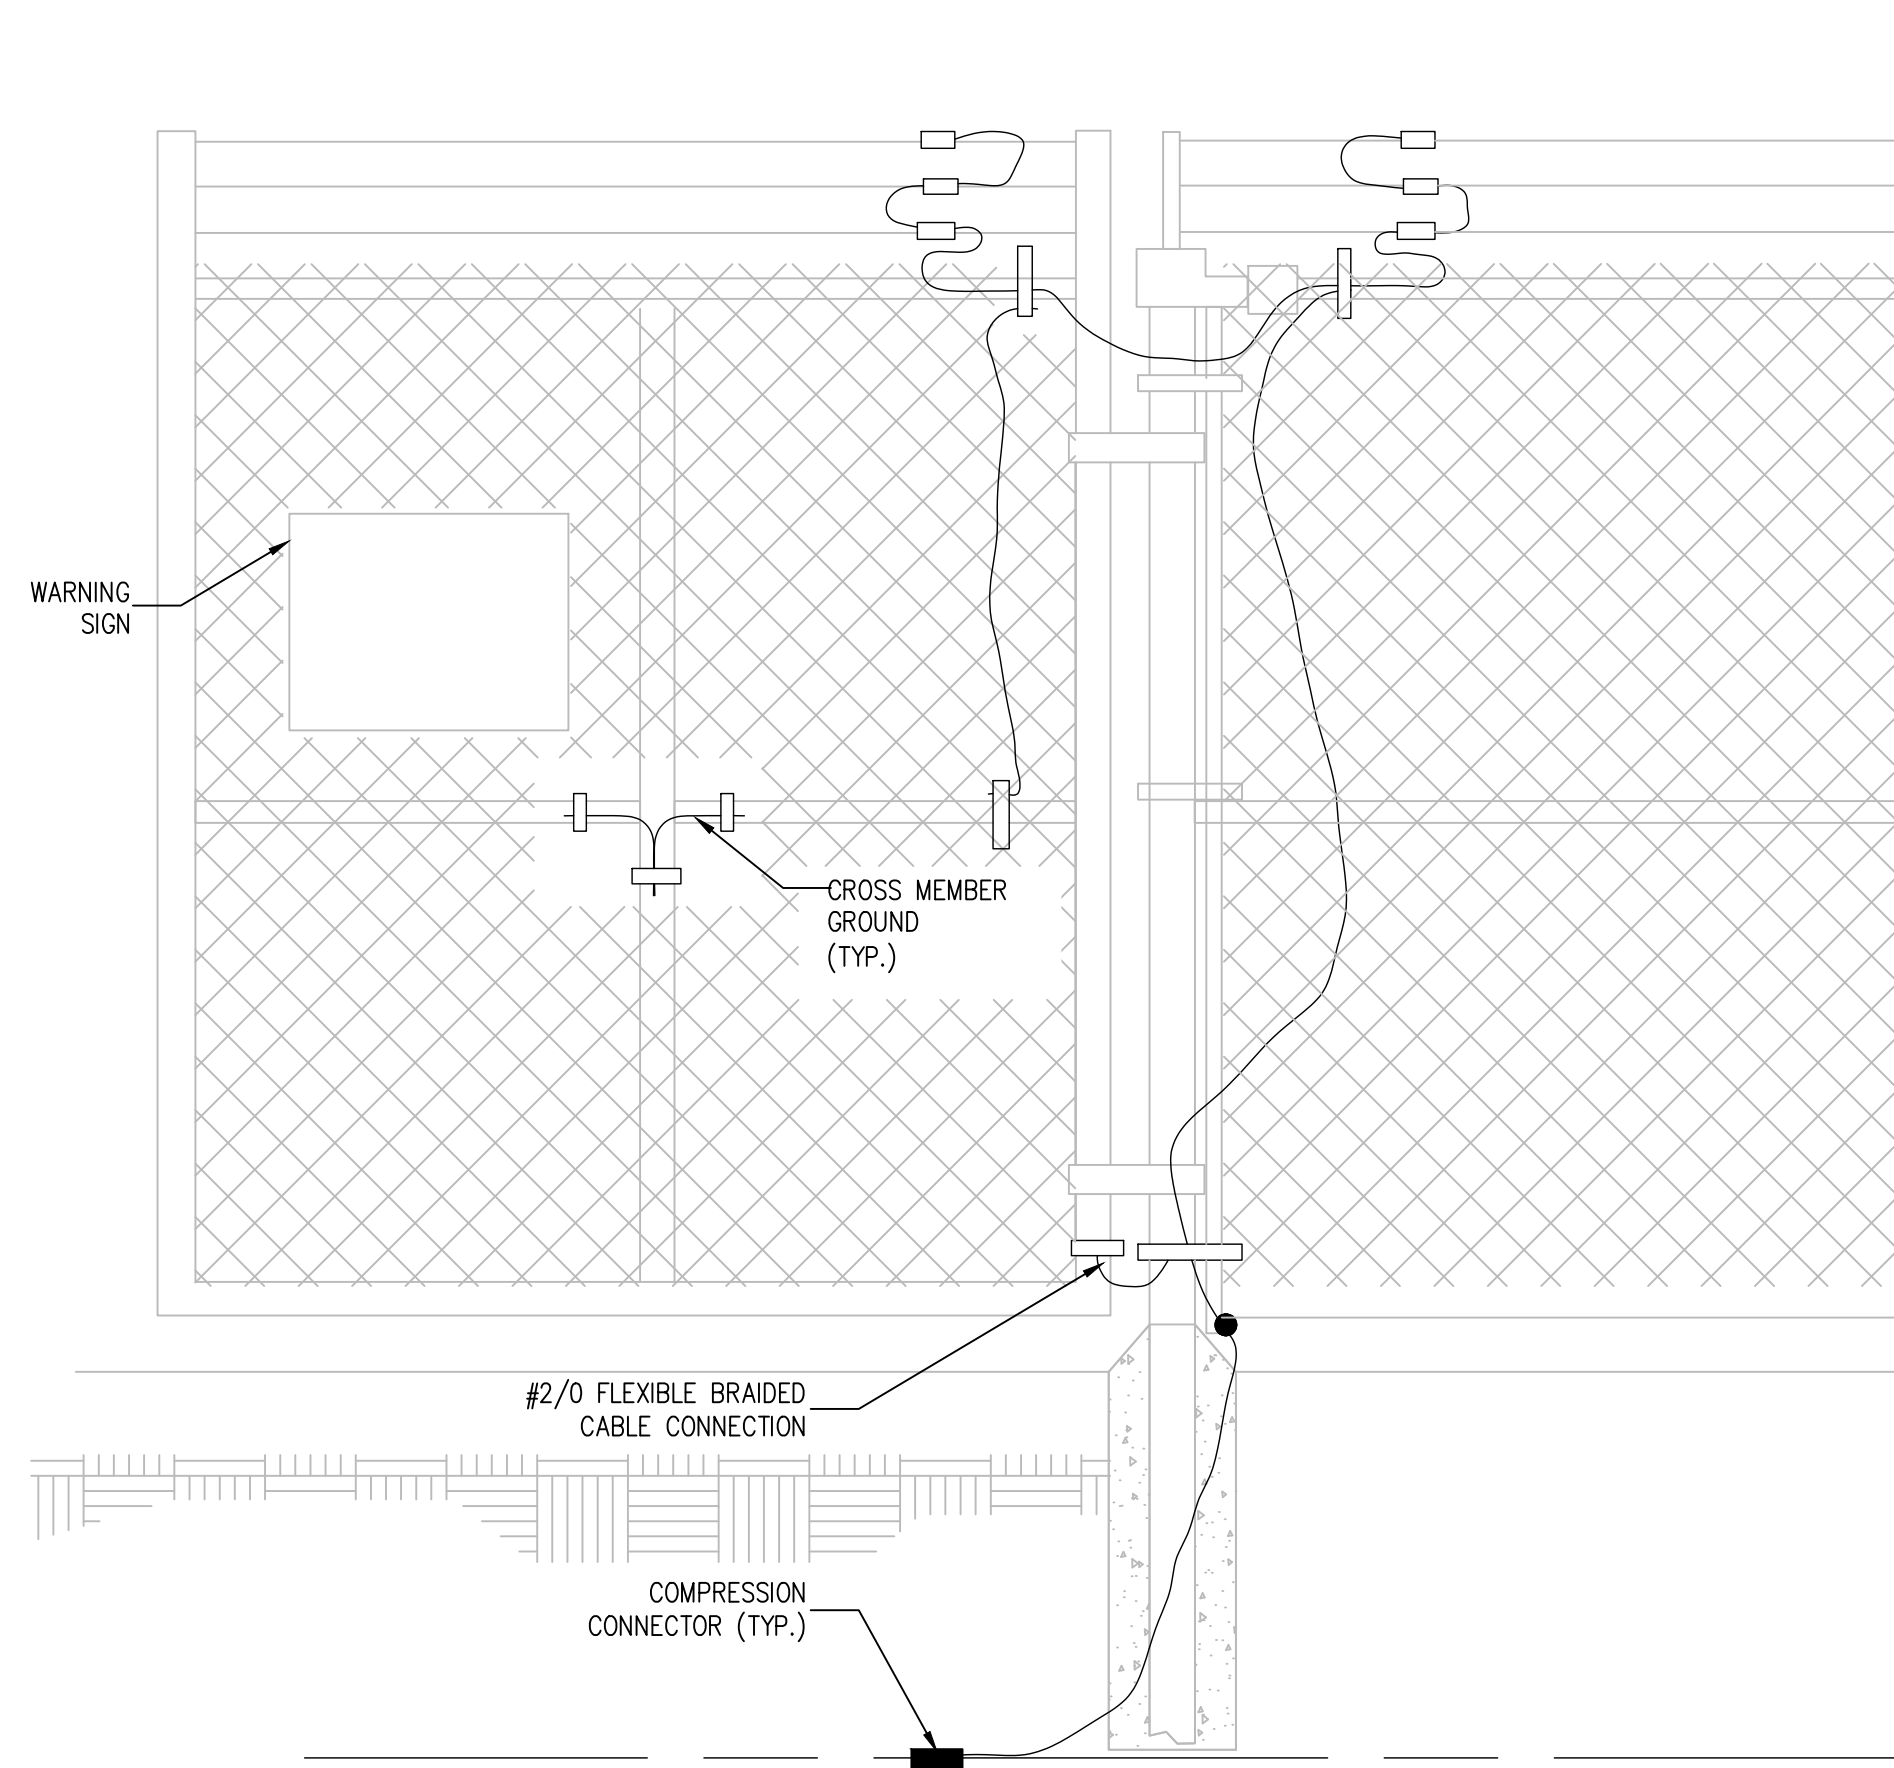 WARNING
SIGN
CROSS MEMBER
GROUND
(TYP.)
#2/0 FLEXIBLE BRAIDED
CABLE CONNECTION
COMPRESSION
CONNECTOR (TYP.)